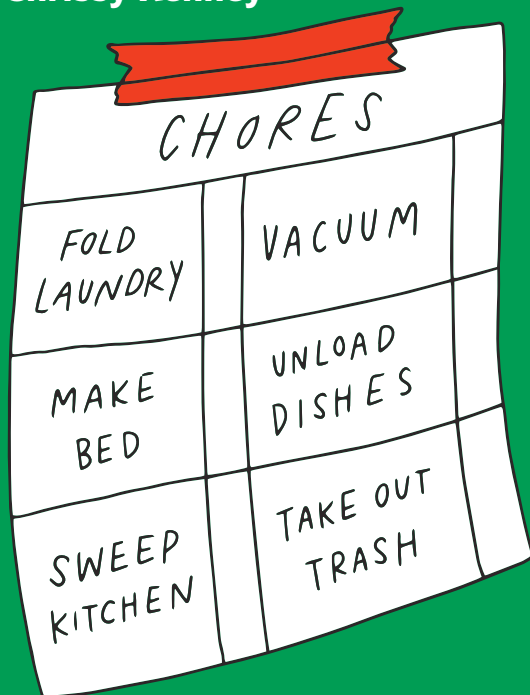 CHORES
FOLD
LAUNDRY
VACUUM
MAKE
BED
UNLOAD
DISHES
SWEEP
KITCHEN
TAKE OUT
TRASH